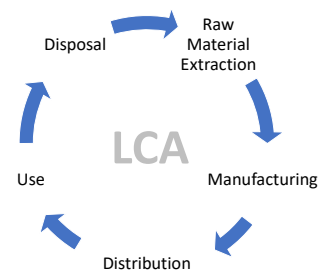 Raw
Material
Extraction
Manufacturing
Distribution
Use
Disposal
LCA